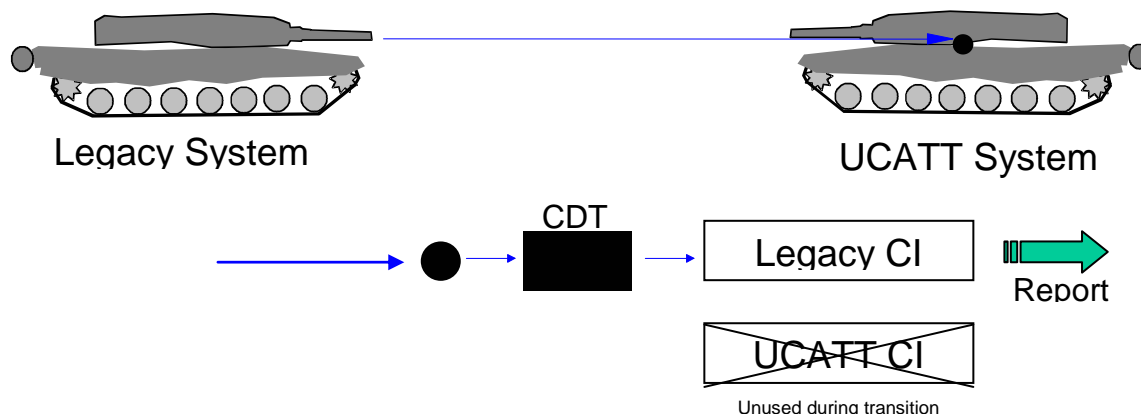 Legacy System
UCATT System
CDT
Legacy CI
Report
UCATT CI
Unused during transition